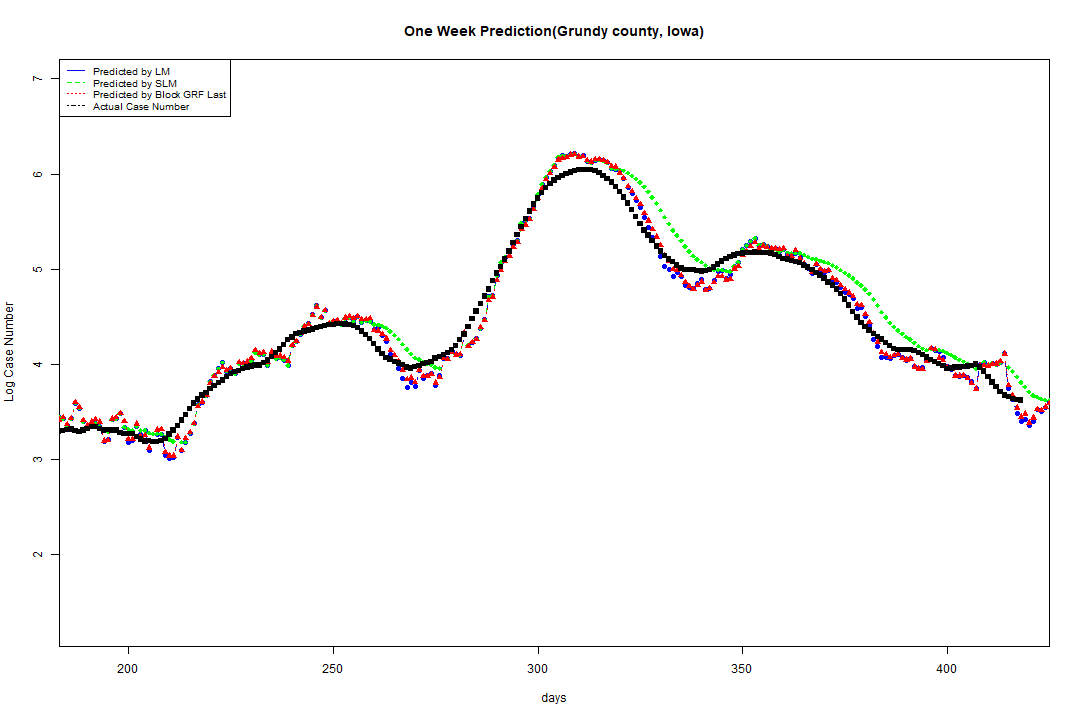 One Week Prediction(Grundy county, Iowa)
Predicted by LM
Predicted by SLM
Predicted by Block GRF Last
Actual Case Number
7
6
5
4
3
2
Log Case Number
200 250 300 350 400
days